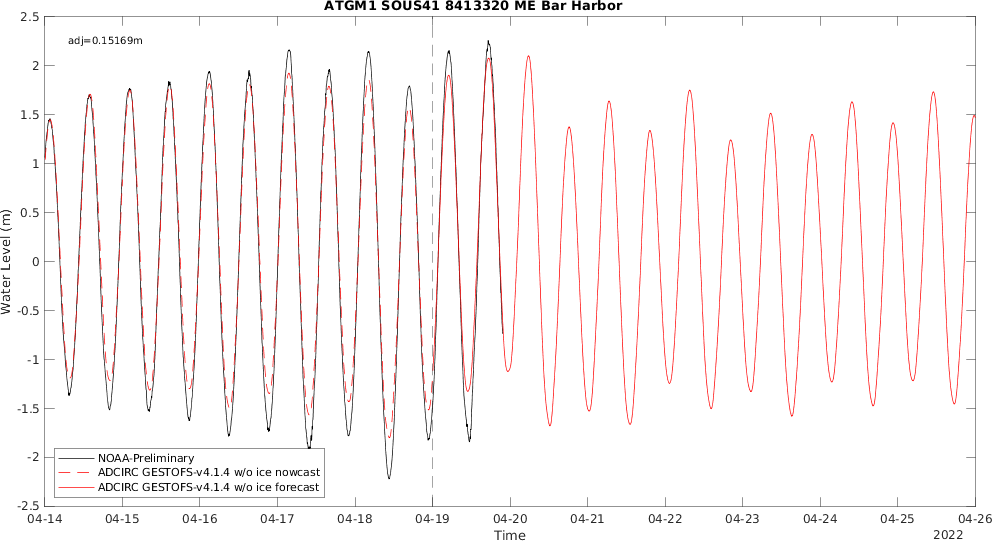 ATGM1 SOUS41 8413320 ME Bar Harbor
adj=0.15169m
2.5
2
1.5
1
0.5
0
-0.5
-1
-1.5
-2
-2.5
Water Level (m)
NOAA-Preliminary
ADCIRC GESTOFS-v4.1.4 w/o ice nowcast
ADCIRC GESTOFS-v4.1.4 w/o ice forecast
04-14 04-15 04-16 04-17 04-18 04-19 04-20 04-21 04-22 04-23 04-24 04-25 04-26
Time
2022